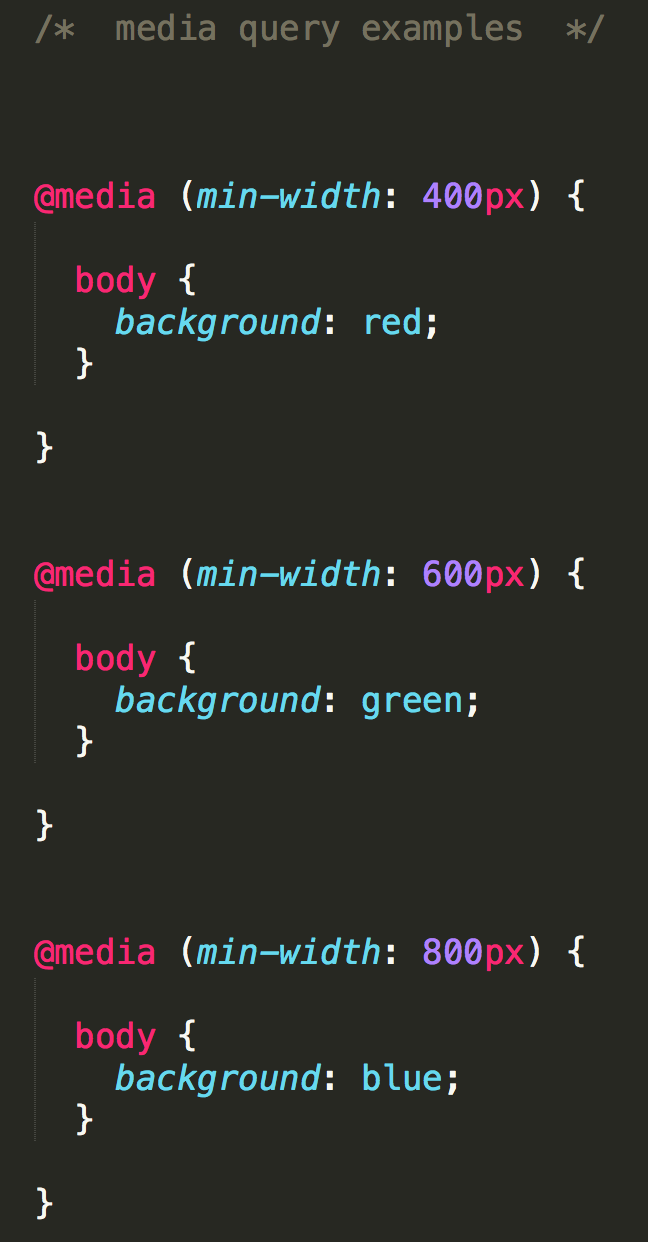 /*  media query examples  */
@media (min-width: 400px) {
  body {
    background: red;
  }
}
@media (min-width: 600px) {
  body {
    background: green;
  }
}
@media (min-width: 800px) {
  body {
    background: blue;
  }
}